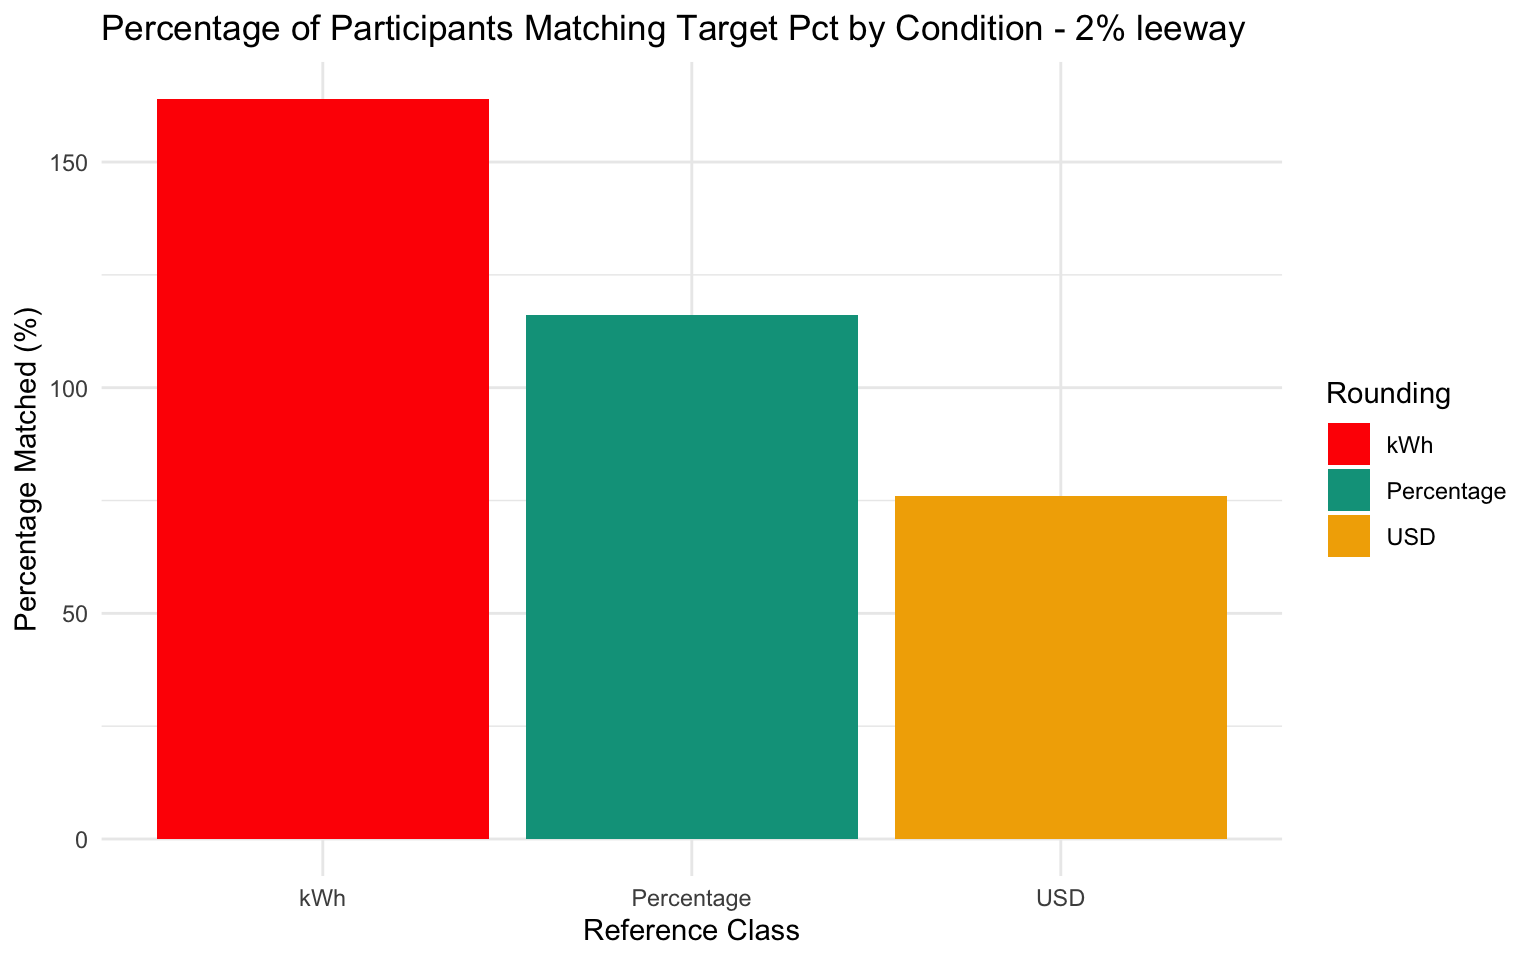 Percentage of Participants Matching Target Pct by Condition - 2% leeway
Percentage Matched (%)
150
100
50
0
kWh
Percentage
USD
Reference Class
Rounding
kWh
Percentage
USD